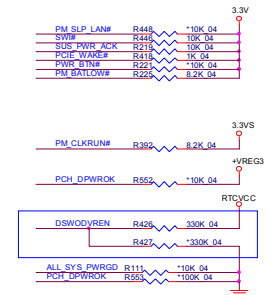 3.3V
PM_SLP_LAN# R448 *10K_04
SWI# R446 10K_04
SUS_PWR_ACK R219 10K_04
PCIE_WAKE# R418 1K_04
PWR_BTN# R221 *10K_04
PM_BATLOW# R225 8.2K_04
3.3VS
PM_CLKRUN# R392 8.2K_04
+VREG3
PCH_DPWROK R552 *10K_04
RTCVCC
DSWODVREN R426 330K_04
R427 *330K_04
ALL_SYS_PWRGD R111 *10K_04
PCH_DPWROK R553 *100K_04